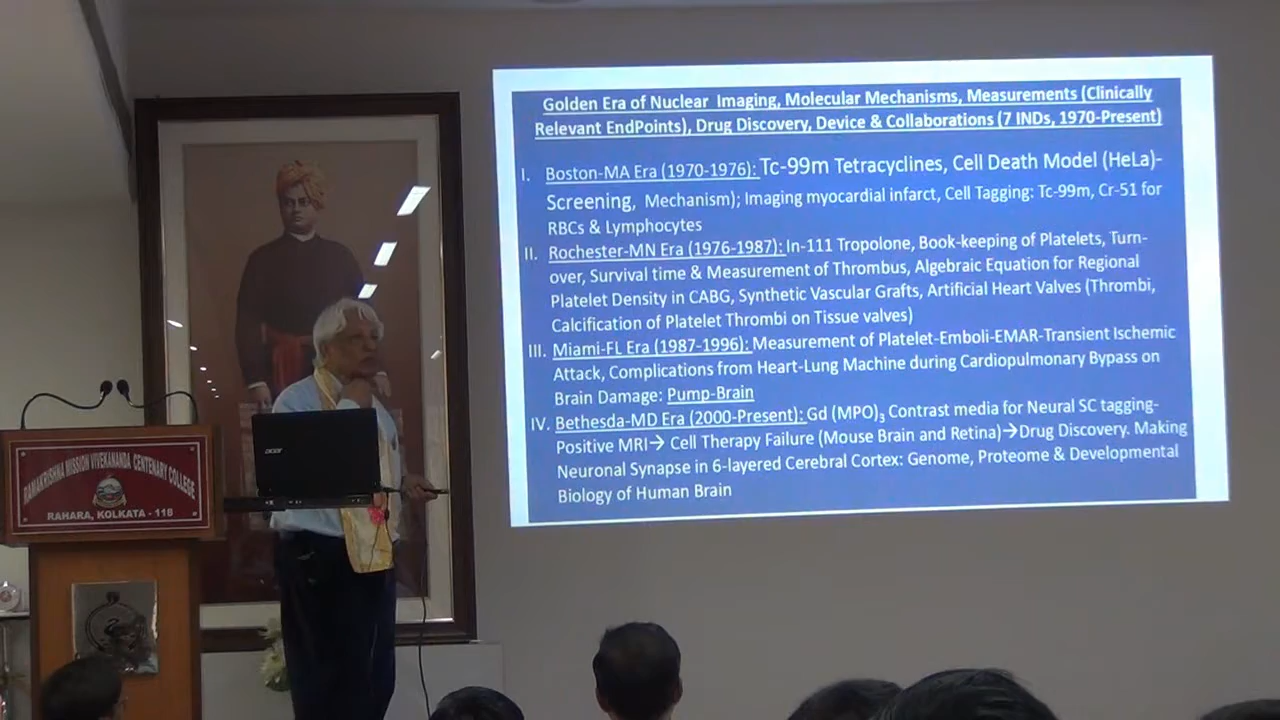 Golden Era of Nuclear Imaging, Molecular Mechanisms, Measurements (Clinically
Relevant EndPoints), Drug Discovery, Device & Collaborations (7 INDs, 1970-Present)
I. Boston-MA Era (1970-1976): Tc-99m Tetracyclines, Cell Death Model (HeLa)-
Screening, Mechanism); Imaging myocardial infarct, Cell Tagging: Tc-99m, Cr-51 for
RBCs & Lymphocytes
II. Rochester-MN Era (1976-1987): In-111 Tropolone, Book-keeping of Platelets, Turn-
over, Survival time & Measurement of Thrombus, Algebraic Equation for Regional
Platelet Density in CABG, Synthetic Vascular Grafts, Artificial Heart Valves (Thrombi,
Calcification of Platelet Thrombi on Tissue valves)
III. Miami-FL Era (1987-1996): Measurement of Platelet-Emboli-EMAR-Transient Ischemic
Attack, Complications from Heart-Lung Machine during Cardiopulmonary Bypass on
Brain Damage: Pump-Brain
IV. Bethesda-MD Era (2000-Present): Gd (MPO)₃ Contrast media for Neural SC tagging-
Positive MRI→ Cell Therapy Failure (Mouse Brain and Retina)→Drug Discovery. Making
Neuronal Synapse in 6-layered Cerebral Cortex: Genome, Proteome & Developmental
Biology of Human Brain
acer
RAMAKRISHNA MISSION VIVEKANANDA CENTENARY COLLEGE
RAHARA, KOLKATA - 118